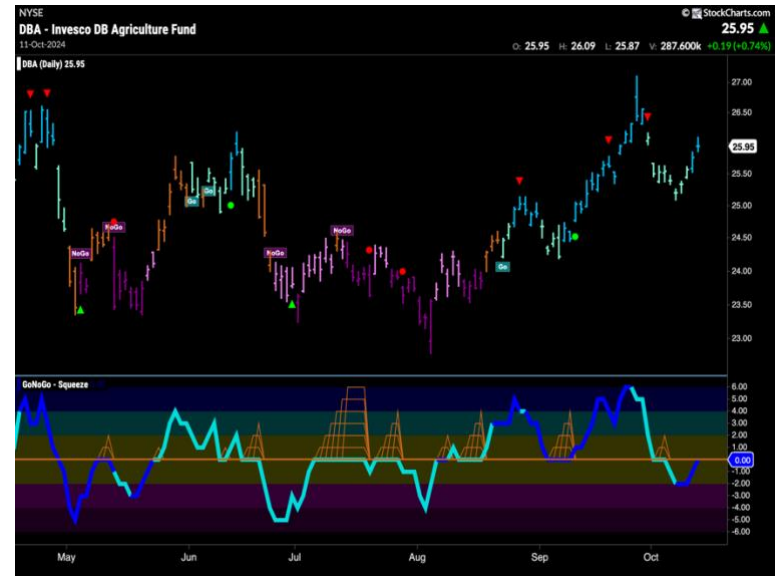 NYSE
© StockCharts.com
DBA - Invesco DB Agriculture Fund
25.95
11-Oct-2024
O: 25.95 H: 26.09 L: 25.87 V: 287.600k +0.19 (+0.74%)
DBA (Daily) 25.95
27.00
26.50
25.95
25.50
25.00
24.50
24.00
23.50
23.00
NoGo
NoGo
Go
Go
NoGo
NoGo
Go
GoNoGo - Squeeze
6.00
5.00
4.00
3.00
2.00
1.00
0.00
-1.00
-2.00
-3.00
-4.00
-5.00
-6.00
May Jun Jul Aug Sep Oct